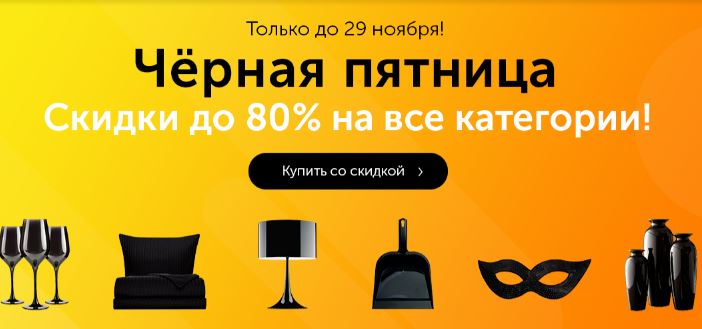 Только до 29 ноября!
Чёрная пятница
Скидки до 80% на все категории!
Купить со скидкой